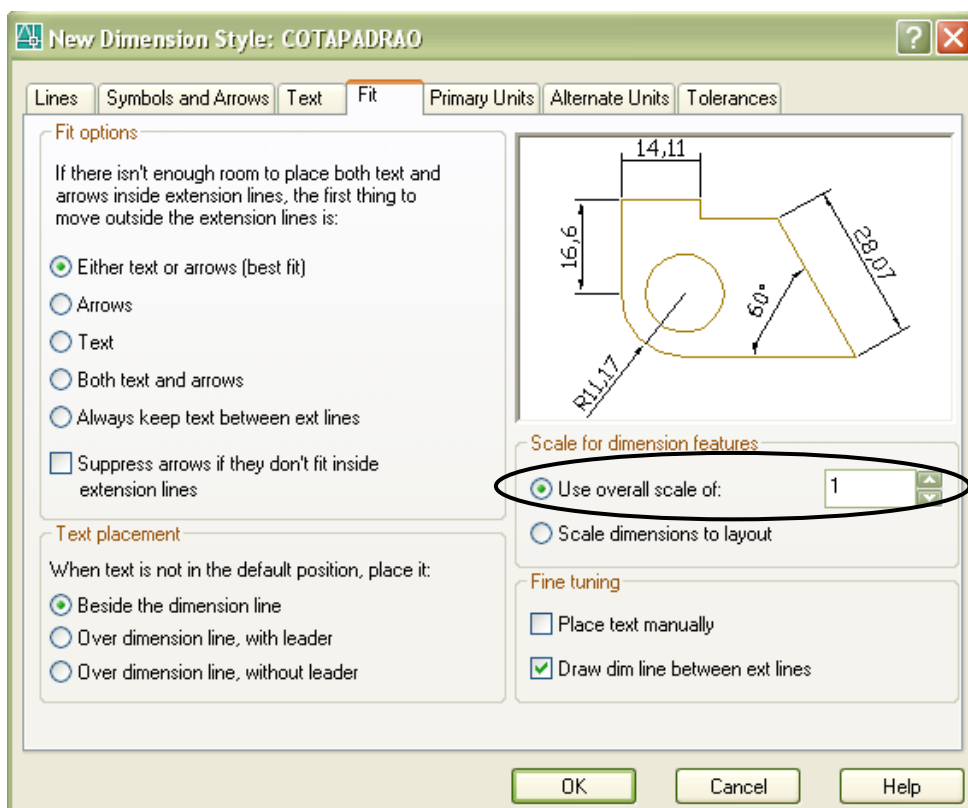 New Dimension Style: COTAPADRAO
Lines
Symbols and Arrows
Text
Fit
Primary Units
Alternate Units
Tolerances
Fit options
If there isn't enough room to place both text and
arrows inside extension lines, the first thing to
move outside the extension lines is:
Either text or arrows (best fit)
Arrows
Text
Both text and arrows
Always keep text between ext lines
Suppress arrows if they don't fit inside
extension lines
Text placement
When text is not in the default position, place it:
Beside the dimension line
Over dimension line, with leader
Over dimension line, without leader
14,11
16,6
28,07
60°
R11,17
Scale for dimension features
Use overall scale of:
1
Scale dimensions to layout
Fine tuning
Place text manually
Draw dim line between ext lines
OK
Cancel
Help